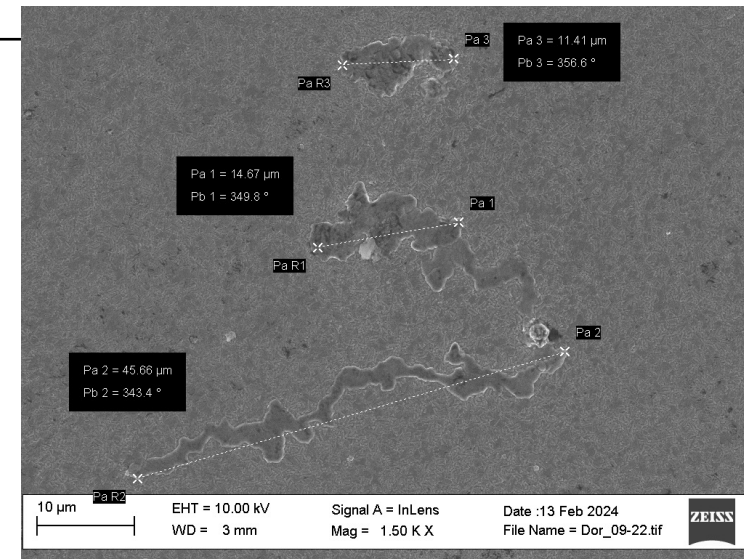 Pa 3
Pa 3 = 11.41 µm
Pb 3 = 356.6 °
Pa R3
Pa 1 = 14.67 µm
Pb 1 = 349.8 °
Pa 1
Pa R1
Pa 2
Pa 2 = 45.66 µm
Pb 2 = 343.4 °
Pa R2
10 µm
EHT = 10.00 kV
Signal A = InLens
Date :13 Feb 2024
WD = 3 mm
Mag = 1.50 K X
File Name = Dor_09-22.tif
ZEISS